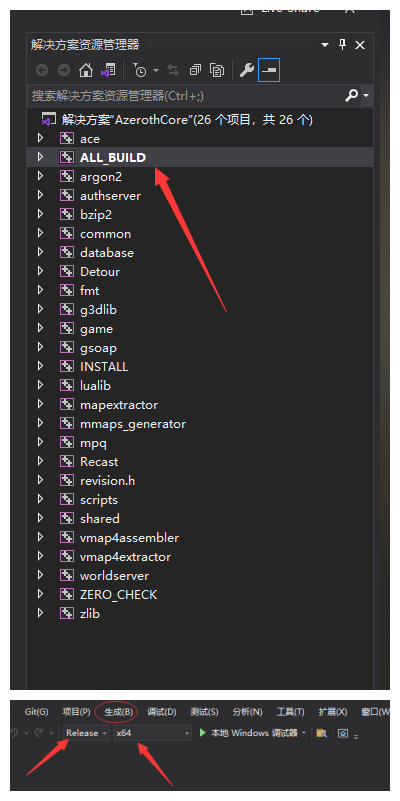 Live Share
解决方案资源管理器
搜索解决方案资源管理器(Ctrl+;)
解决方案"AzerothCore"(26 个项目，共 26 个)
ace
ALL_BUILD
argon2
authserver
bzip2
common
database
Detour
fmt
g3dlib
game
gsoap
INSTALL
lualib
mapextractor
mmaps_generator
mpq
Recast
revision.h
scripts
shared
vmap4assembler
vmap4extractor
worldserver
ZERO_CHECK
zlib
Git(G) 项目(P) 生成(B) 调试(D) 测试(S) 分析(N) 工具(T) 扩展(X) 窗口(W
Release x64 本地 Windows 调试器